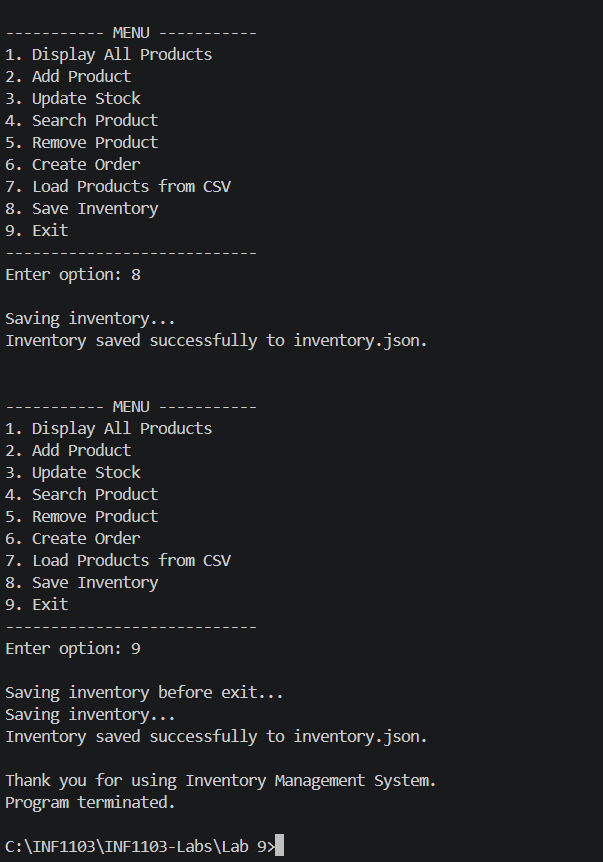 ----------- MENU -----------
1. Display All Products
2. Add Product
3. Update Stock
4. Search Product
5. Remove Product
6. Create Order
7. Load Products from CSV
8. Save Inventory
9. Exit
----------------------------
Enter option: 8
Saving inventory...
Inventory saved successfully to inventory.json.
----------- MENU -----------
1. Display All Products
2. Add Product
3. Update Stock
4. Search Product
5. Remove Product
6. Create Order
7. Load Products from CSV
8. Save Inventory
9. Exit
----------------------------
Enter option: 9
Saving inventory before exit...
Saving inventory...
Inventory saved successfully to inventory.json.
Thank you for using Inventory Management System.
Program terminated.
C:\INF1103\INF1103-Labs\Lab 9>